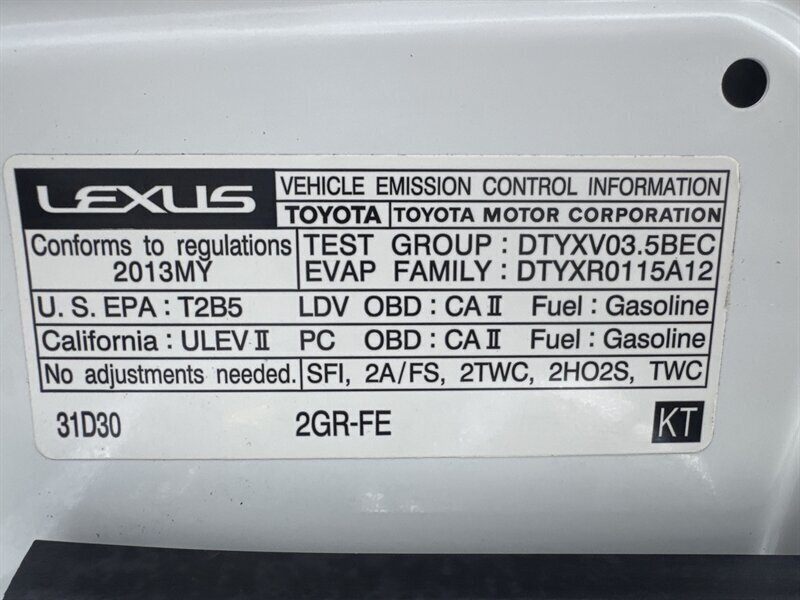 LEXUS
VEHICLE EMISSION CONTROL INFORMATION
TOYOTA TOYOTA MOTOR CORPORATION
Conforms to regulations
2013MY
TEST GROUP : DTYXV03.5BEC
EVAP FAMILY : DTYXR0115A12
U. S. EPA : T2B5 LDV OBD : CA II Fuel : Gasoline
California : ULEV II PC OBD : CA II Fuel : Gasoline
No adjustments needed. SFI, 2A/FS, 2TWC, 2HO2S, TWC
31D30 2GR-FE KT